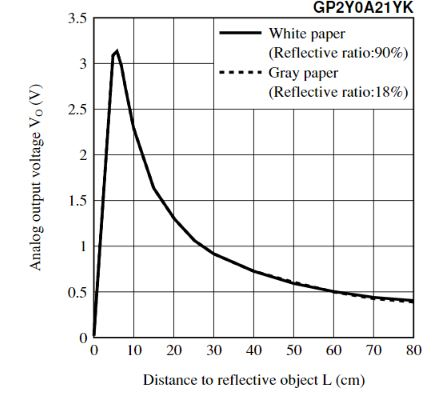 GP2Y0A21YK
White paper
(Reflective ratio:90%)
Gray paper
(Reflective ratio:18%)
Analog output voltage VO (V)
3.5
3
2.5
2
1.5
1
0.5
0
0 10 20 30 40 50 60 70 80
Distance to reflective object L (cm)